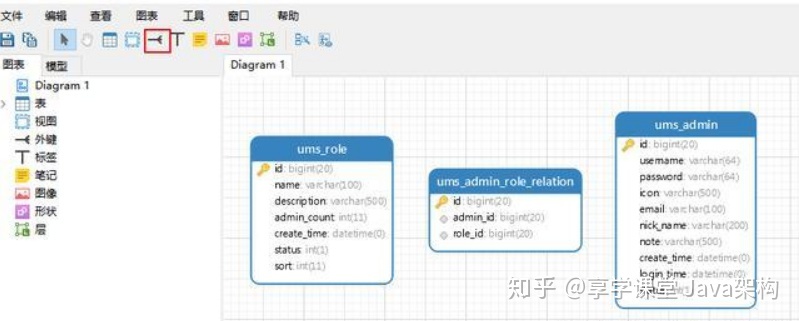 文件 编辑 查看 图表 工具 窗口 帮助
图表 模型
Diagram 1
表
视图
外键
标签
笔记
图像
形状
层
Diagram 1
ums_role
id: bigint(20)
name: varchar(100)
description: varchar(500)
admin_count: int(11)
create_time: datetime(0)
status: int(1)
sort: int(11)
ums_admin_role_relation
id: bigint(20)
admin_id: bigint(20)
role_id: bigint(20)
ums_admin
id: bigint(20)
username: varchar(64)
password: varchar(64)
icon: varchar(500)
email: varchar(100)
nick_name: varchar(200)
note: varchar(500)
create_time: datetime(0)
login_time: datetime(0)
知乎 @享学课堂 Java架构